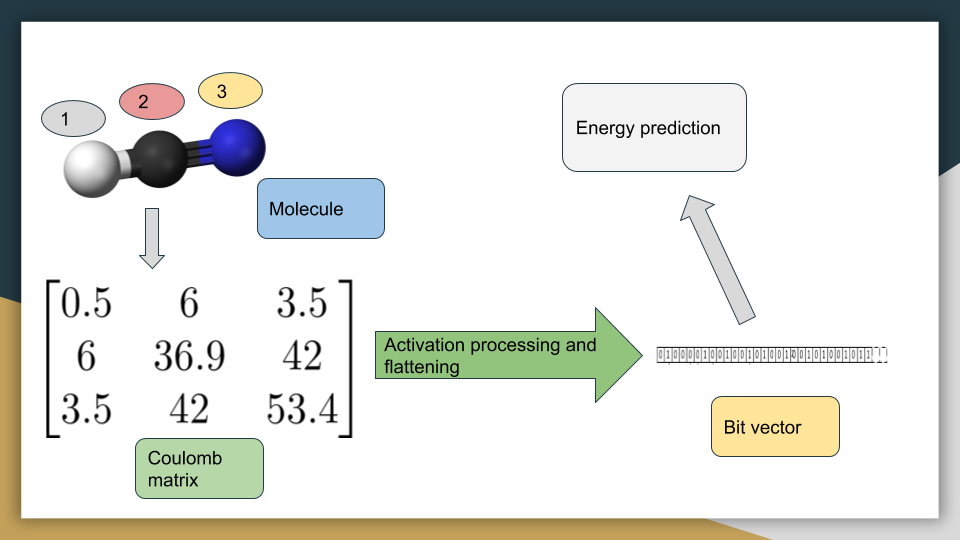 1
2
3
Molecule
Energy prediction
0.5 6 3.5
6 36.9 42
3.5 42 53.4
Coulomb
matrix
Activation processing and
flattening
Bit vector